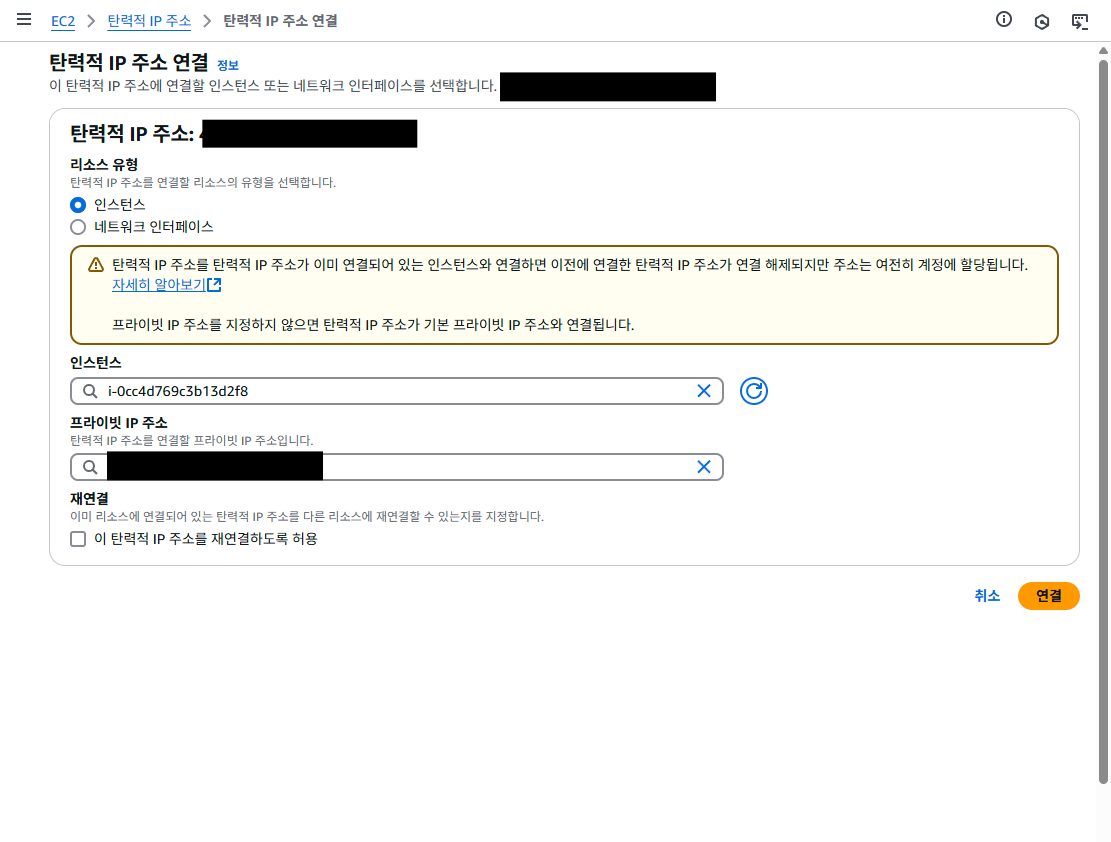 EC2 탄력적 IP 주소 탄력적 IP 주소 연결
탄력적 IP 주소 연결 정보
이 탄력적 IP 주소에 연결할 인스턴스 또는 네트워크 인터페이스를 선택합니다.
탄력적 IP 주소:
리소스 유형
탄력적 IP 주소를 연결할 리소스의 유형을 선택합니다.
인스턴스
네트워크 인터페이스
탄력적 IP 주소를 탄력적 IP 주소가 이미 연결되어 있는 인스턴스와 연결하면 이전에 연결한 탄력적 IP 주소가 연결 해제되지만 주소는 여전히 계정에 할당됩니다.
자세히 알아보기
프라이빗 IP 주소를 지정하지 않으면 탄력적 IP 주소가 기본 프라이빗 IP 주소와 연결됩니다.
인스턴스
i-0cc4d769c3b13d2f8
프라이빗 IP 주소
탄력적 IP 주소를 연결할 프라이빗 IP 주소입니다.
재연결
이미 리소스에 연결되어 있는 탄력적 IP 주소를 다른 리소스에 재연결할 수 있는지를 지정합니다.
이 탄력적 IP 주소를 재연결하도록 허용
취소 연결